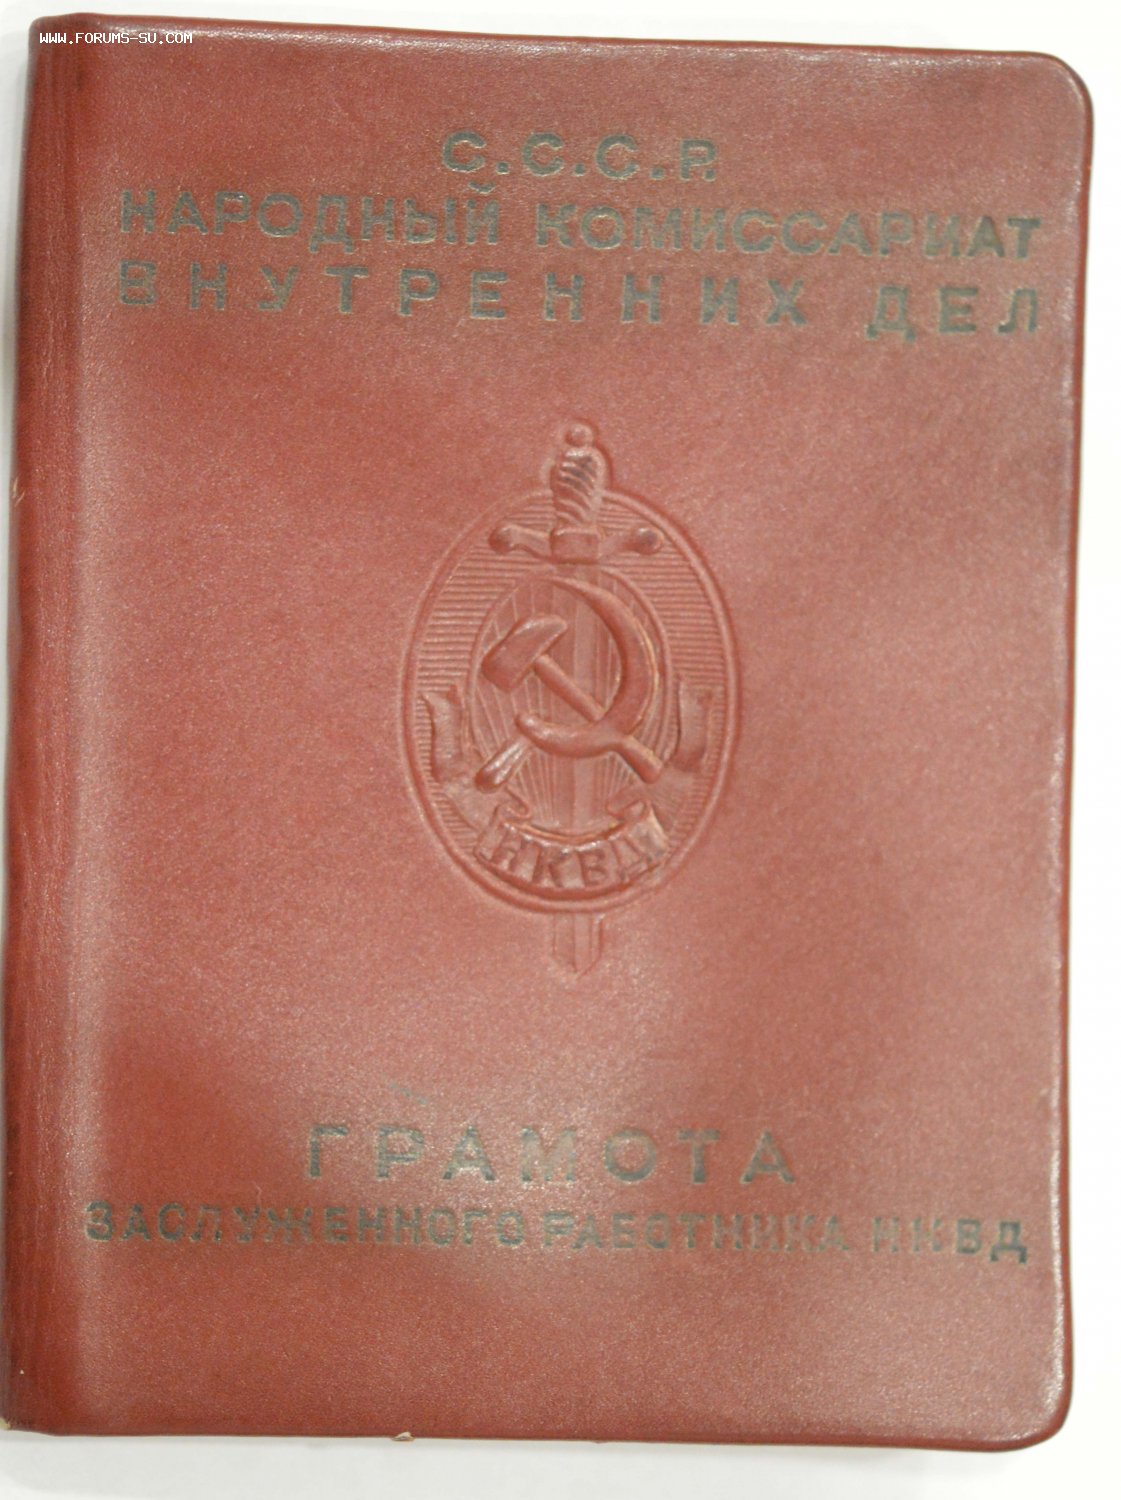 WWW.FORUMS-SU.COM
С.С.С.Р.
НАРОДНЫЙ КОМИССАРИАТ
ВНУТРЕННИХ ДЕЛ
НКВД
ГРАМОТА
ЗАСЛУЖЕННОГО РАБОТНИКА НКВД